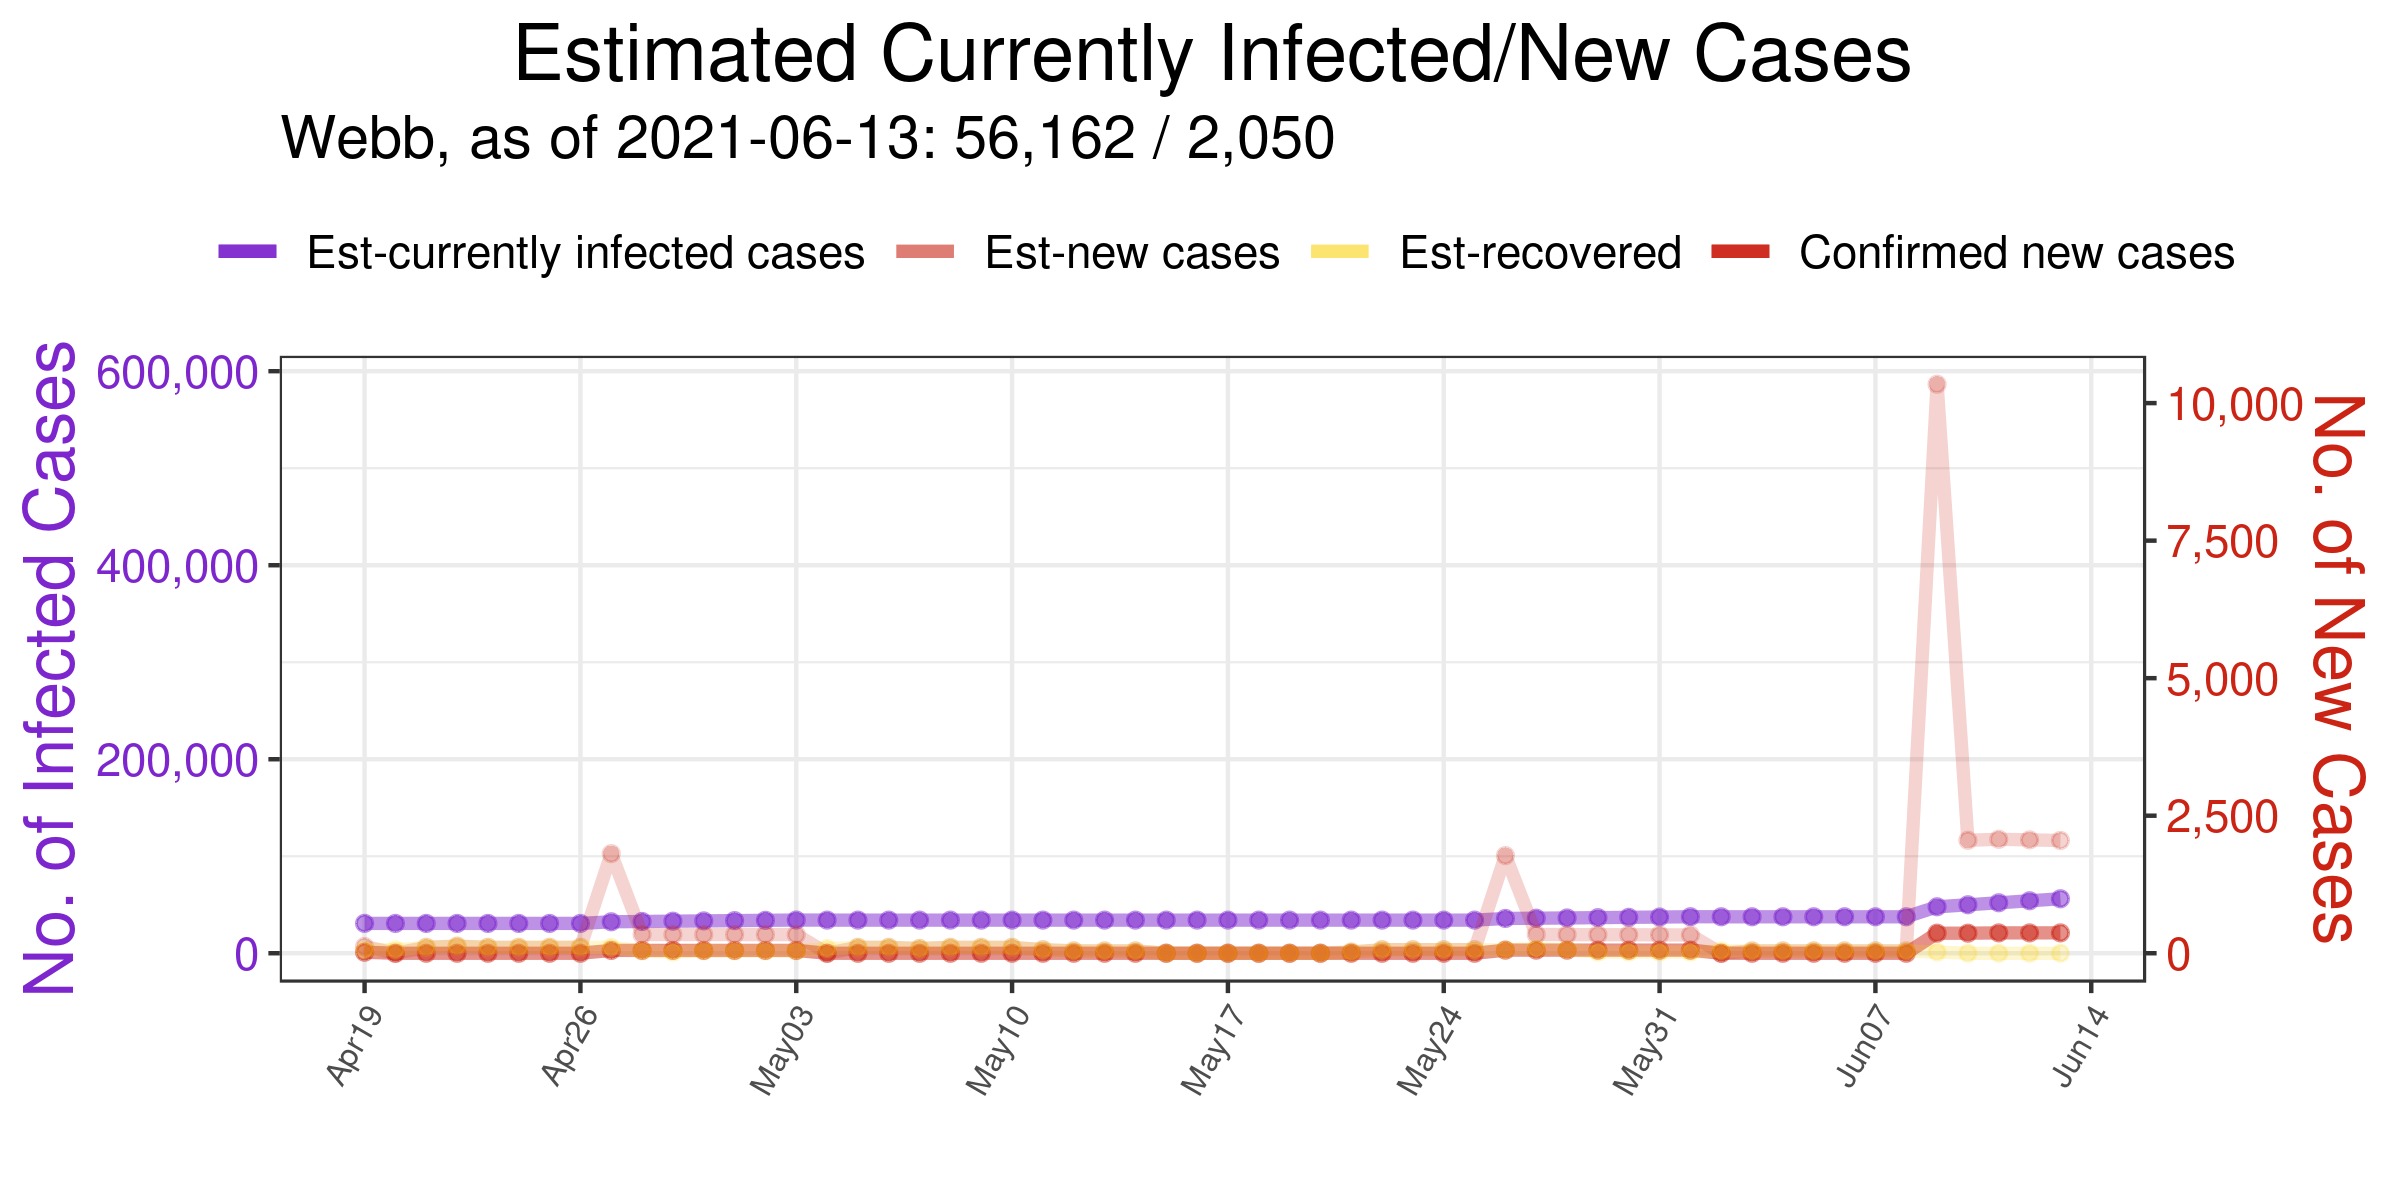 Estimated Currently Infected/New Cases
Webb, as of 2021-06-13: 56,162 / 2,050
Est-currently infected cases Est-new cases Est-recovered Confirmed new cases
No. of Infected Cases
600,000
400,000
200,000
0
10,000
7,500
5,000
2,500
0
No. of New Cases
Apr19 Apr26 May03 May10 May17 May24 May31 Jun07 Jun14